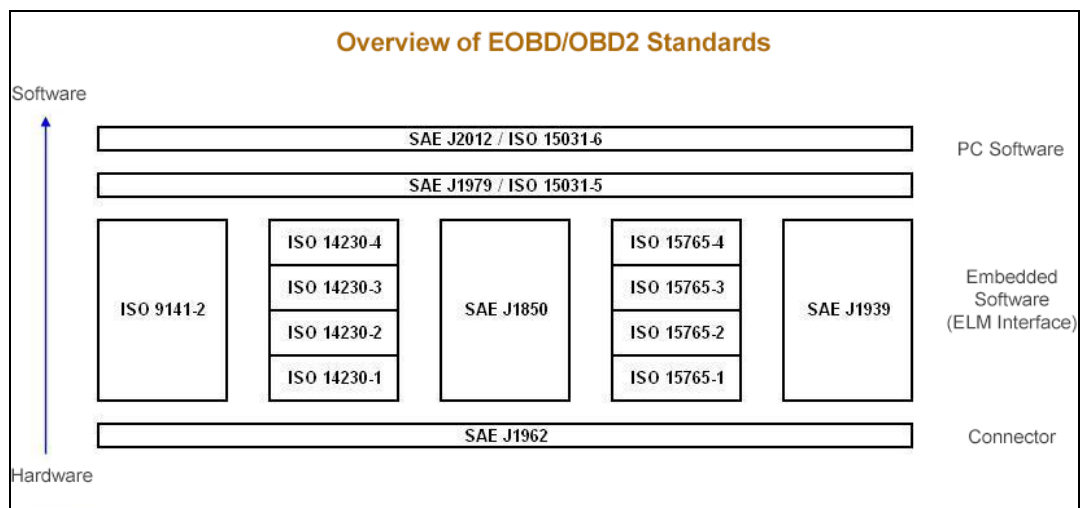 Overview of EOBD/OBD2 Standards
Software
SAE J2012 / ISO 15031-6
PC Software
SAE J1979 / ISO 15031-5
ISO 9141-2
ISO 14230-4
ISO 14230-3
ISO 14230-2
ISO 14230-1
SAE J1850
ISO 15765-4
ISO 15765-3
ISO 15765-2
ISO 15765-1
SAE J1939
Embedded
Software
(ELM Interface)
SAE J1962
Connector
Hardware